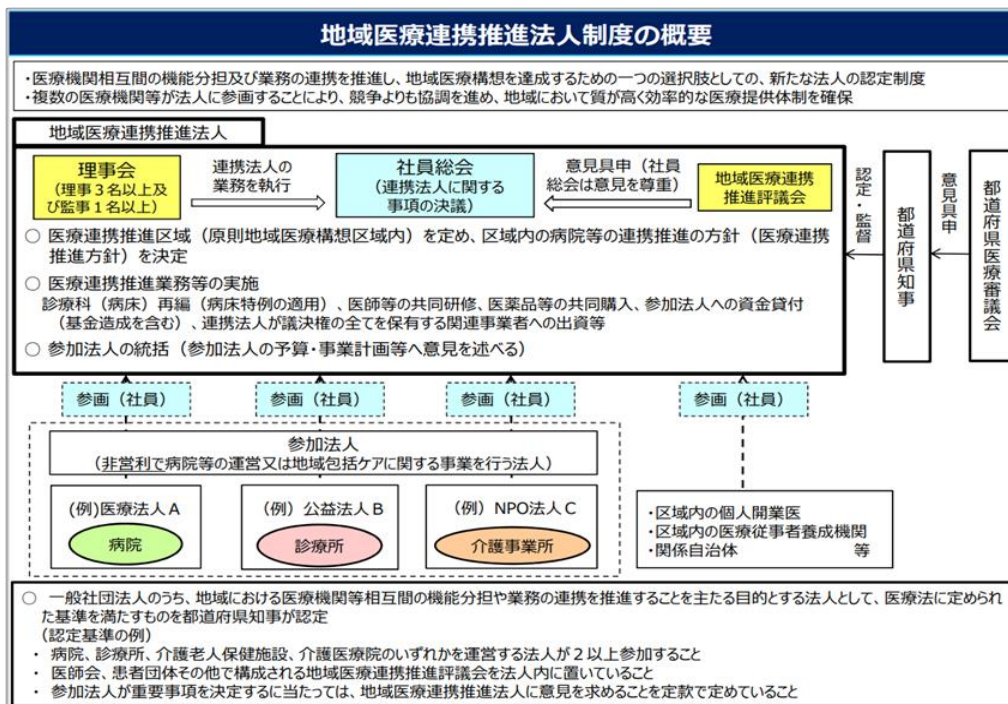 地域医療連携推進法人制度の概要
・医療機関相互間の機能分担及び業務の連携を推進し、地域医療構想を達成するための一つの選択肢としての、新たな法人の認定制度
・複数の医療機関等が法人に参画することにより、競争よりも協調を進め、地域において質が高く効率的な医療提供体制を確保
地域医療連携推進法人
理事会
（理事３名以上及
び監事１名以上）
連携法人の
業務を執行
社員総会
（連携法人に関する
事項の決議）
意見具申（社員
総会は意見を尊重）
地域医療連携
推進評議会
認定・監督
都道府県知事
意見具申
都道府県医療審議会
○ 医療連携推進区域（原則地域医療構想区域内）を定め、区域内の病院等の連携推進の方針（医療連携
推進方針）を決定
○ 医療連携推進業務等の実施
診療科（病床）再編（病床特例の適用）、医師等の共同研修、医薬品等の共同購入、参加法人への資金貸付
（基金造成を含む）、連携法人が議決権の全てを保有する関連事業者への出資等
○ 参加法人の統括（参加法人の予算・事業計画等へ意見を述べる）
参画（社員）
参画（社員）
参画（社員）
参画（社員）
参加法人
（非営利で病院等の運営又は地域包括ケアに関する事業を行う法人）
(例)医療法人Ａ
病院
(例）公益法人Ｂ
診療所
(例）NPO法人Ｃ
介護事業所
・区域内の個人開業医
・区域内の医療従事者養成機関
・関係自治体 等
○ 一般社団法人のうち、地域における医療機関等相互間の機能分担や業務の連携を推進することを主たる目的とする法人として、医療法に定められ
た基準を満たすものを都道府県知事が認定
（認定基準の例）
・ 病院、診療所、介護老人保健施設、介護医療院のいずれかを運営する法人が２以上参加すること
・ 医師会、患者団体その他で構成される地域医療連携推進評議会を法人内に置いていること
・ 参加法人が重要事項を決定するに当たっては、地域医療連携推進法人に意見を求めることを定款で定めていること